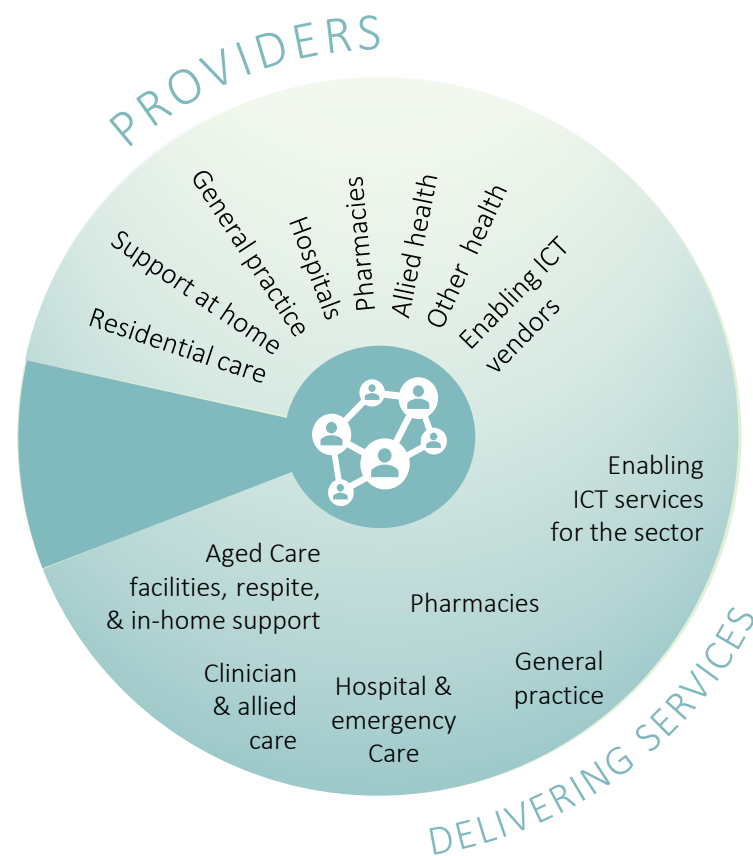 PROVIDERS
Residential care
Support at home
General practice
Hospitals
Pharmacies
Allied health
Other health
Enabling ICT
vendors
Enabling
ICT services
for the sector
Aged Care
facilities, respite,
& in-home support
Pharmacies
Clinician
& allied
care
Hospital &
emergency
Care
General
practice
DELIVERING SERVICES